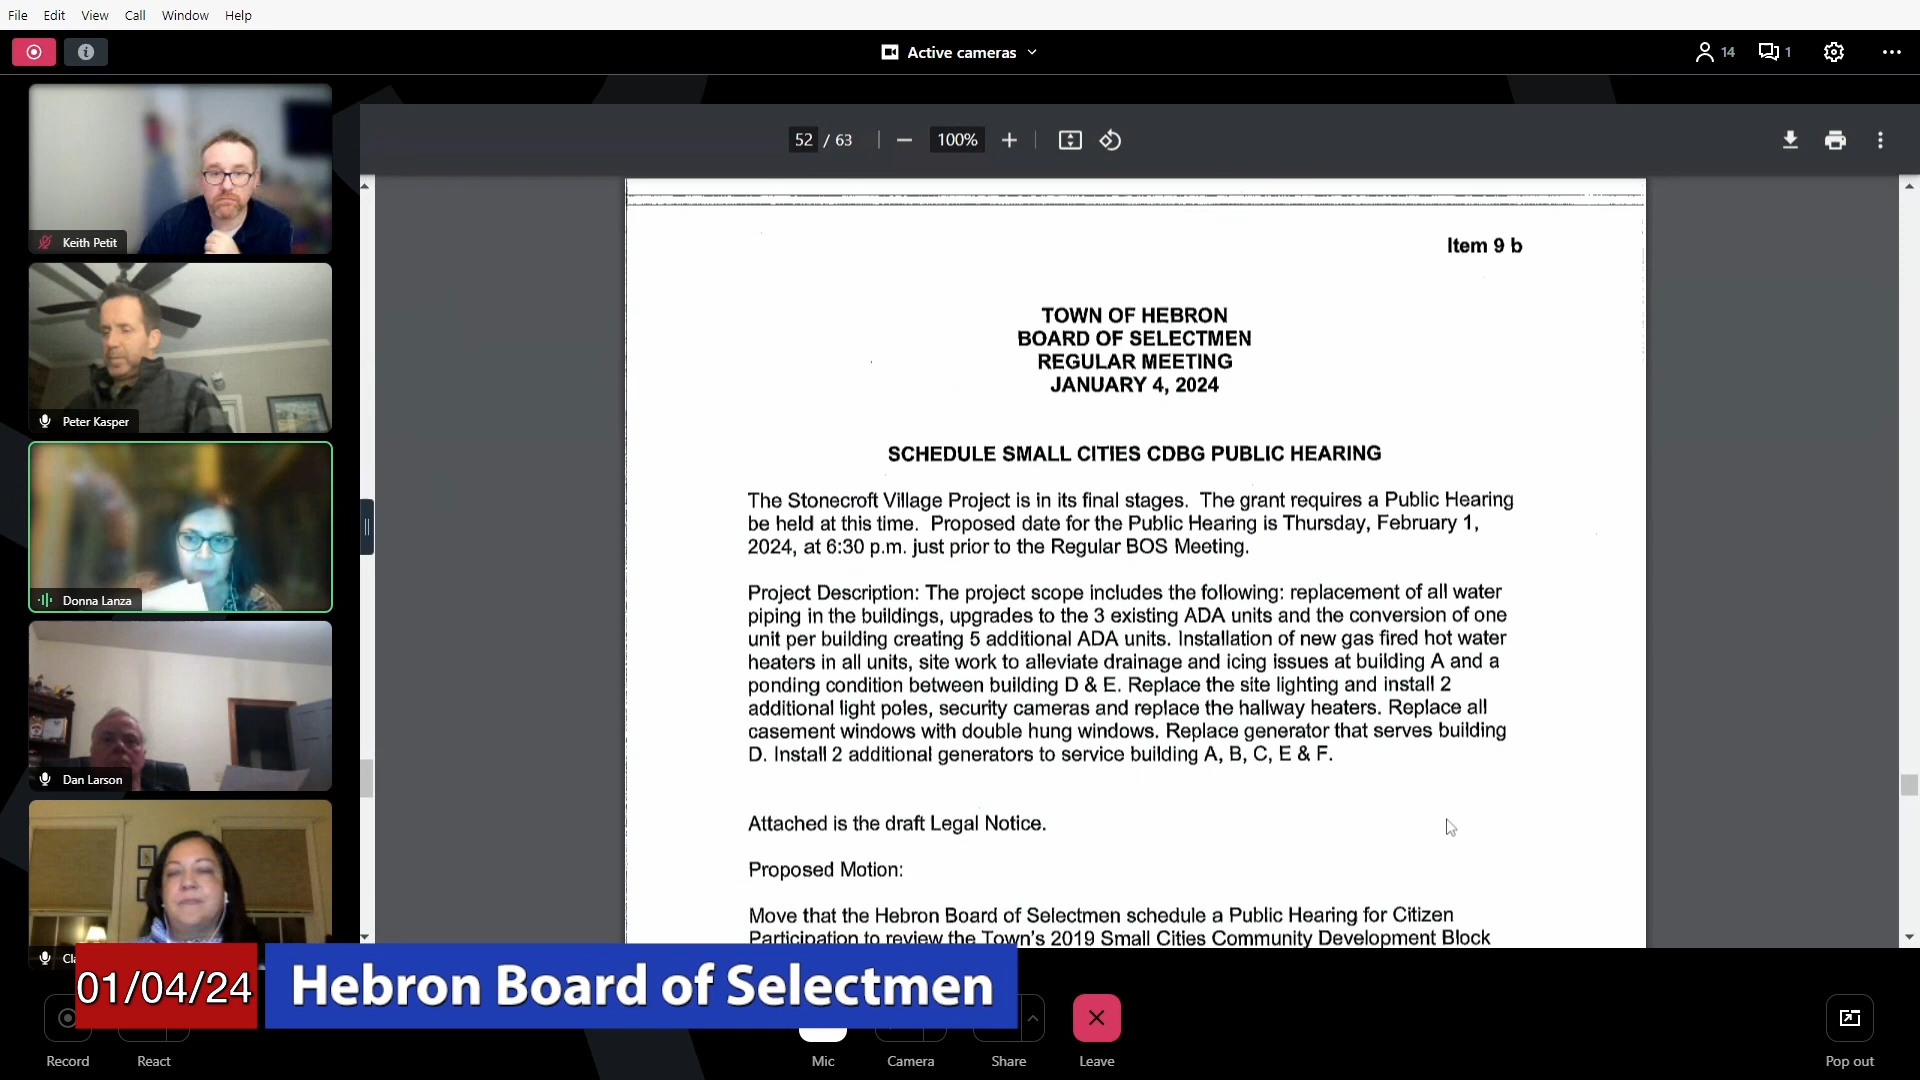 File Edit View Call Window Help
Active cameras
14
1
52 / 63
100%
Keith Petit
Peter Kasper
Donna Lanza
Dan Larson
Item 9 b
TOWN OF HEBRON
BOARD OF SELECTMEN
REGULAR MEETING
JANUARY 4, 2024
SCHEDULE SMALL CITIES CDBG PUBLIC HEARING
The Stonecroft Village Project is in its final stages. The grant requires a Public Hearing
be held at this time. Proposed date for the Public Hearing is Thursday, February 1,
2024, at 6:30 p.m. just prior to the Regular BOS Meeting.
Project Description: The project scope includes the following: replacement of all water
piping in the buildings, upgrades to the 3 existing ADA units and the conversion of one
unit per building creating 5 additional ADA units. Installation of new gas fired hot water
heaters in all units, site work to alleviate drainage and icing issues at building A and a
ponding condition between building D & E. Replace the site lighting and install 2
additional light poles, security cameras and replace the hallway heaters. Replace all
casement windows with double hung windows. Replace generator that serves building
D. Install 2 additional generators to service building A, B, C, E & F.
Attached is the draft Legal Notice.
Proposed Motion:
Move that the Hebron Board of Selectmen schedule a Public Hearing for Citizen
Participation to review the Town's 2019 Small Cities Community Development Block
01/04/24
Hebron Board of Selectmen
Record
React
Mic
Camera
Share
Leave
Pop out